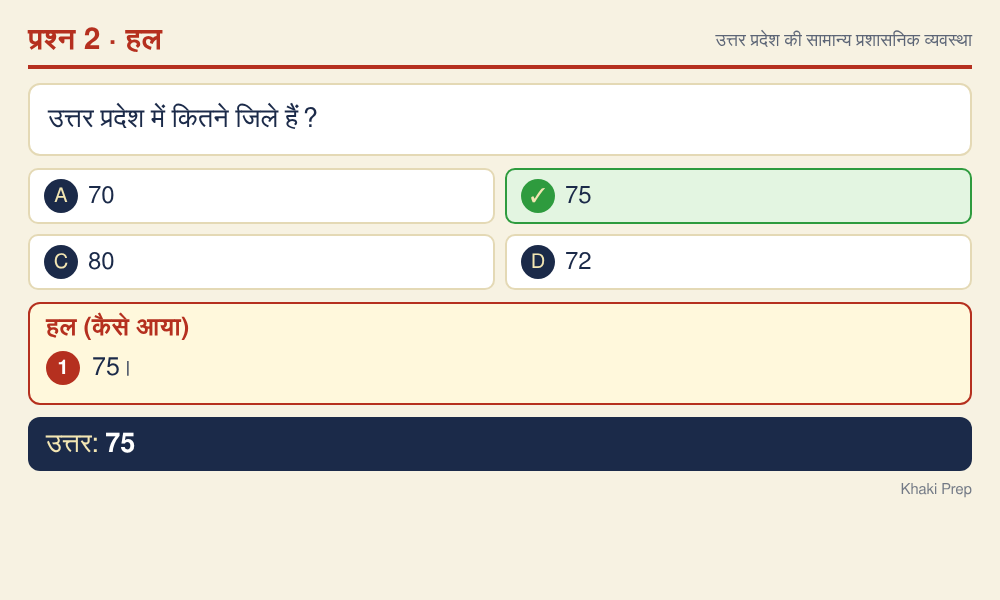 प्रश्न 2 · हल
उत्तर प्रदेश की सामान्य प्रशासनिक व्यवस्था
उत्तर प्रदेश में कितने जिले हैं ?
A 70
✓ 75
C 80
D 72
हल (कैसे आया)
1 75।
उत्तर: 75
Khaki Prep